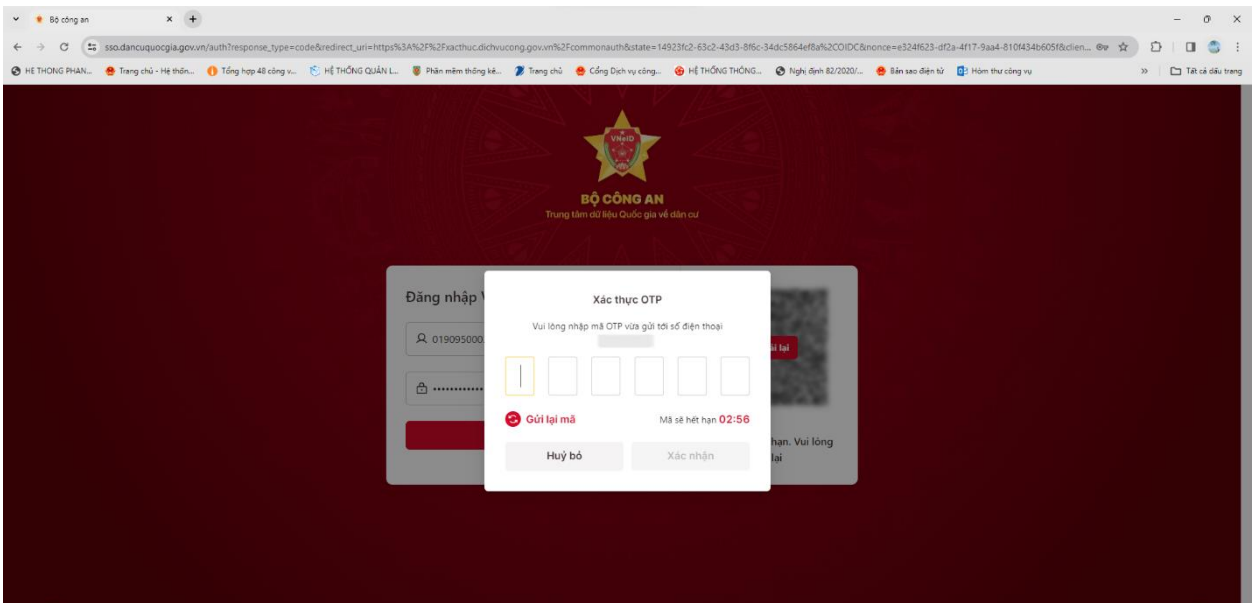 Bộ công an
sso.dancuquocgia.gov.vn/auth?response_type=code&redirect_uri=https%3A%2F%2Fxacthuc.dichvucong.gov.vn%2Fcommonauth&state=14923fc2-63c2-43d3-8f6c-34dc5864ef8a%2COIDC&nonce=e324f623-df2a-4f17-9aa4-810f434b605f&clien...
HE THONG PHAN... Trang chủ - Hệ thốn... Tổng hợp 48 công v... HỆ THỐNG QUẢN L... Phần mềm thống kê... Trang chủ Cổng Dịch vụ công... HỆ THỐNG THÔNG... Nghị định 82/2020/... Bản sao điện tử Hòm thư công vụ » Tất cả dấu trang
VNeID
BỘ CÔNG AN
Trung tâm dữ liệu Quốc gia về dân cư
Đăng nhập
Xác thực OTP
Vui lòng nhập mã OTP vừa gửi tới số điện thoại
019095000
lại
Gửi lại mã Mã sẽ hết hạn 02:56
hạn. Vui lòng
Huỷ bỏ Xác nhận
lại